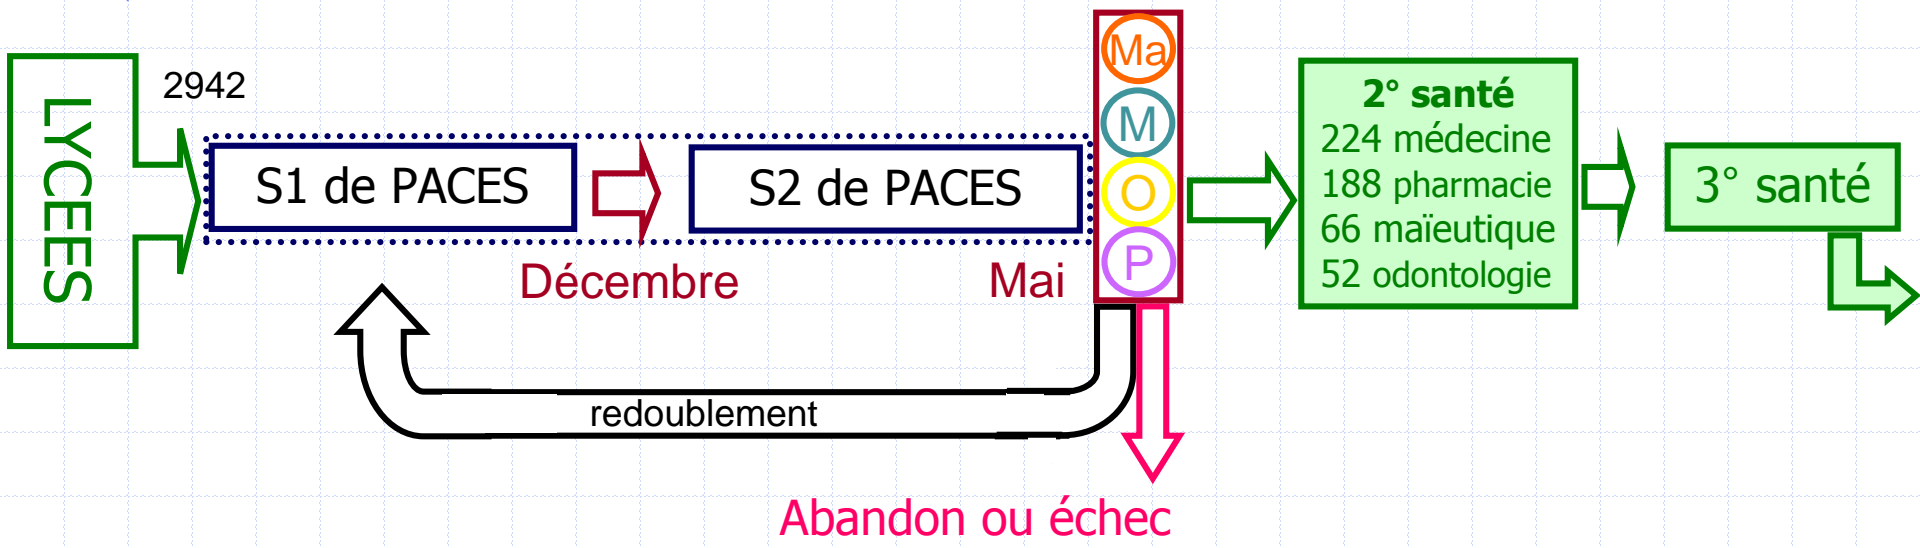 LYCEES
2942
S1 de PACES
S2 de PACES
Décembre
Mai
Ma
M
O
P
redoublement
Abandon ou échec
2° santé
224 médecine
188 pharmacie
66 maïeutique
52 odontologie
3° santé